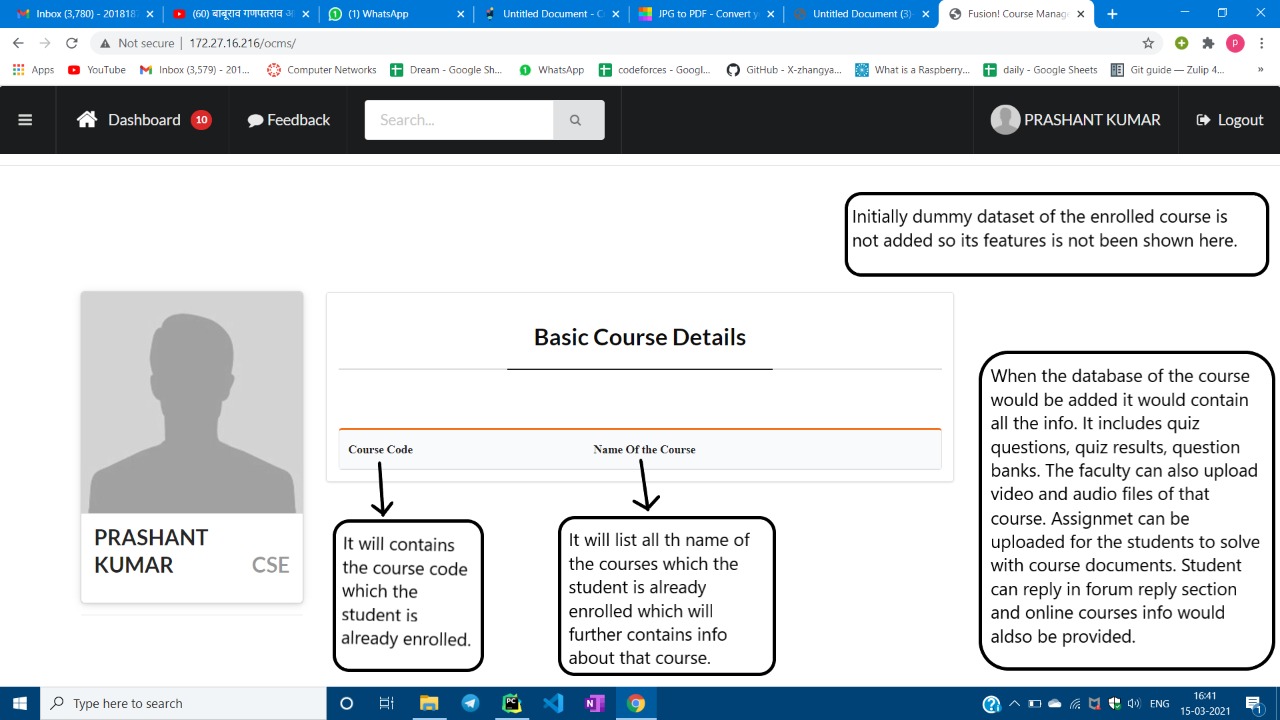 Inbox (3,780) - 201818
(60) बाबूराव गणपतराव
(1) WhatsApp
Untitled Document - 
JPG to PDF - Convert
Untitled Document (3)
Fusion! Course Manag
Not secure | 172.27.16.216/ocms/
Apps
YouTube
Inbox (3,579) - 201...
Computer Networks
Dream - Google Sh...
WhatsApp
codeforces - Googl...
GitHub - X-zhangya...
What is a Raspberry...
daily - Google Sheets
Git guide — Zulip 4...
»
Dashboard 10
Feedback
Search...
PRASHANT KUMAR
Logout
Initially dummy dataset of the enrolled course is
not added so its features is not been shown here.
Basic Course Details
Course Code
Name Of the Course
PRASHANT
KUMAR CSE
It will contains
the course code
which the
student is
already enrolled.
It will list all th name of
the courses which the
student is already
enrolled which will
further contains info
about that course.
When the database of the course
would be added it would contain
all the info. It includes quiz
questions, quiz results, question
banks. The faculty can also upload
video and audio files of that
course. Assignmet can be
uploaded for the students to solve
with course documents. Student
can reply in forum reply section
and online courses info would
aldso be provided.
Type here to search
ENG
16:41
15-03-2021